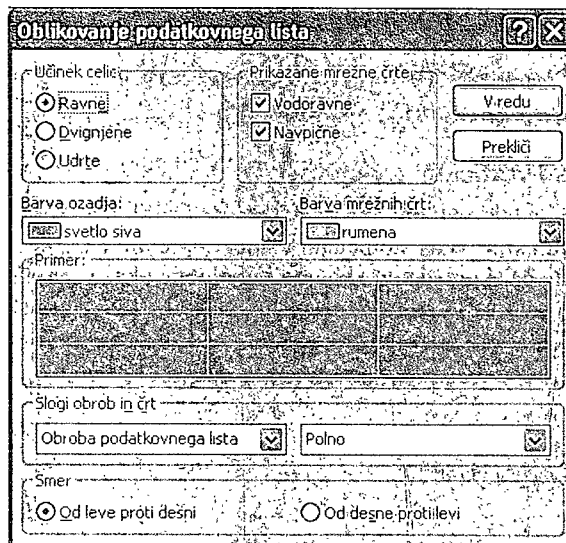 Oblikovanje podatkovnega lista
Učinek celic:
Ravne
Dvignjene
Udrte
Prikazane mrežne črte:
Vodoravne
Navpične
V redu
Prekliči
Barva ozadja:
svetlo siva
Barva mrežnih črt:
rumena
Primer:
Slogi obrob in črt
Obroba podatkovnega lista
Polno
Smer
Od leve proti desni
Od desne proti levi